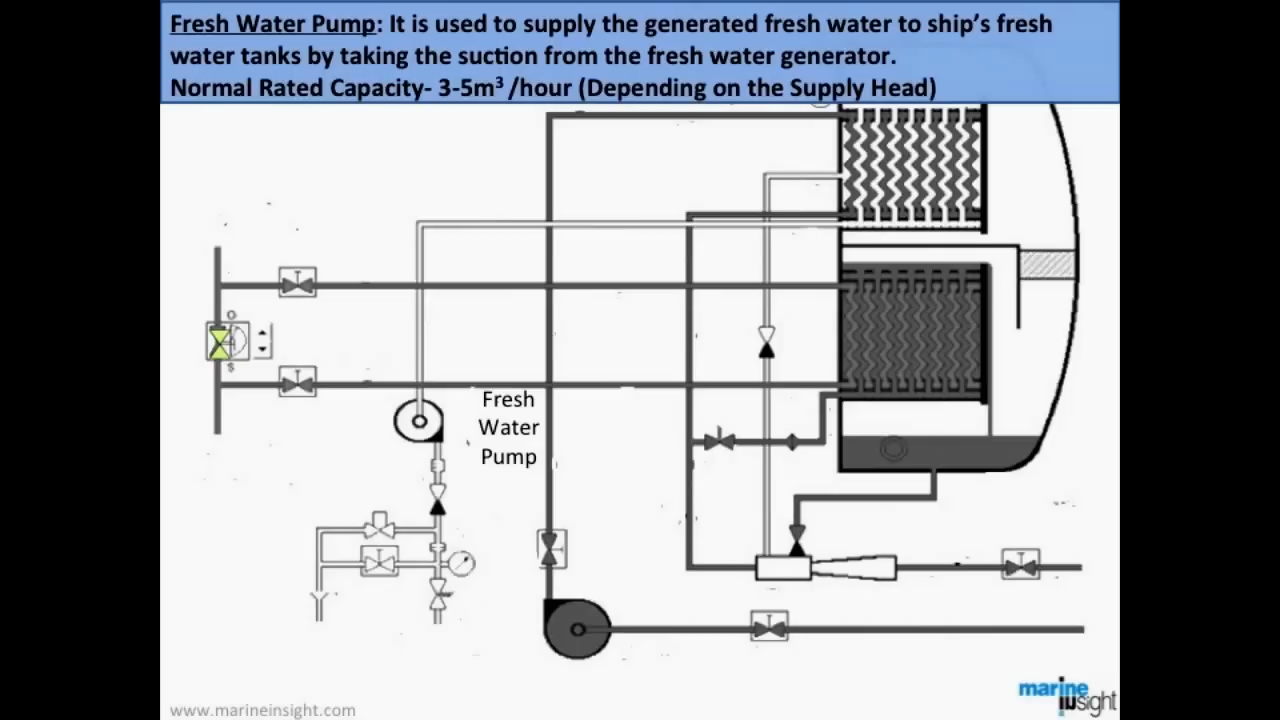 Fresh Water Pump: It is used to supply the generated fresh water to ship’s fresh
water tanks by taking the suction from the fresh water generator.
Normal Rated Capacity- 3-5m³ /hour (Depending on the Supply Head)
O
S
Fresh
Water
Pump
www.marineinsight.com
marine
insight